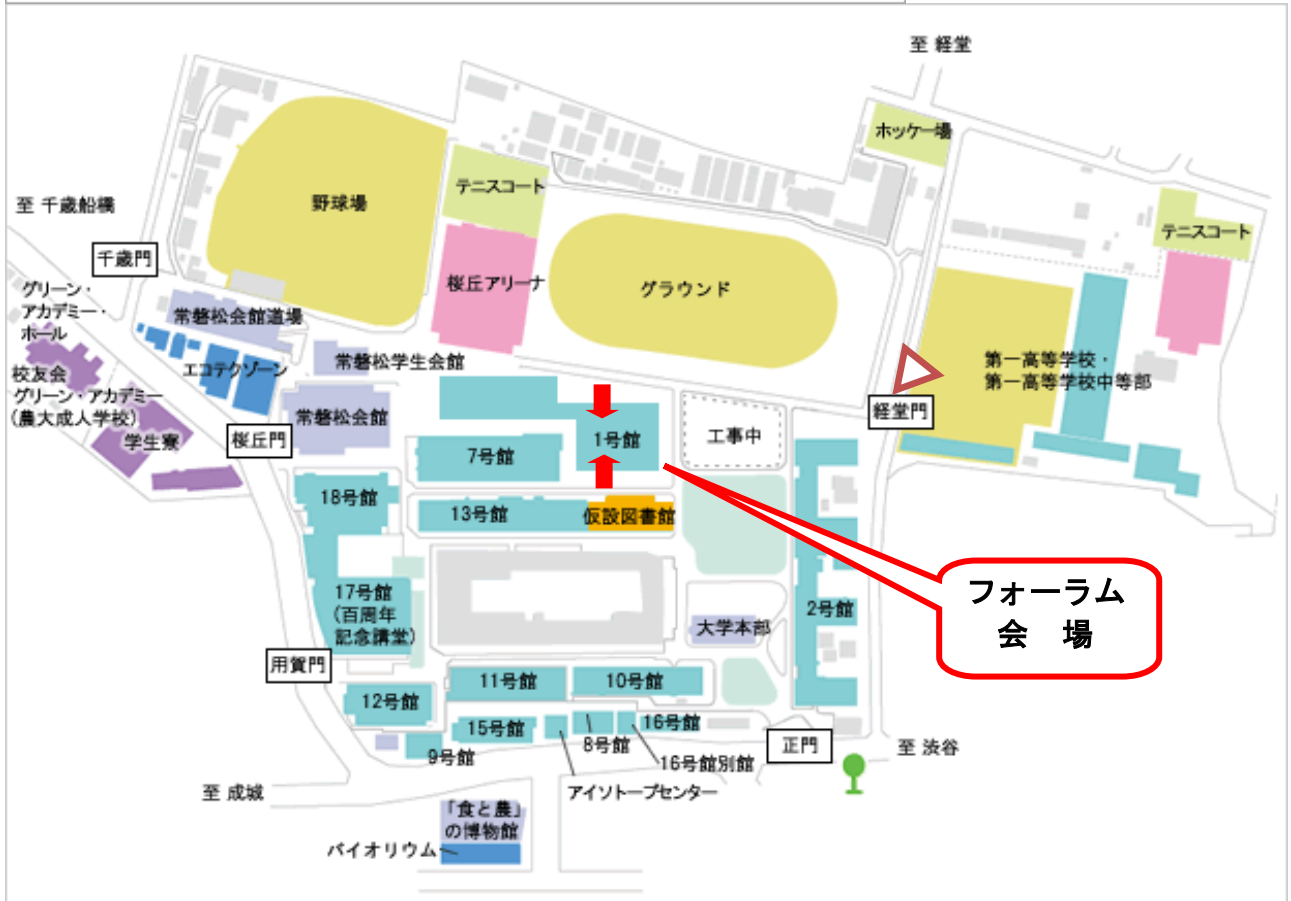 至 経堂
ホッケー場
テニスコート
至 千歳船橋
野球場
テニスコート
千歳門
桜丘アリーナ
グラウンド
グリーン・
アカデミー・
ホール
常磐松会館道場
常磐松学生会館
第一高等学校・
第一高等学校中等部
エコテクゾーン
校友会
グリーン・アカデミー
(農大成人学校)
学生寮
常磐松会館
経堂門
桜丘門
1号館
工事中
7号館
18号館
13号館
仮設図書館
フォーラム
会 場
17号館
(百周年
記念講堂)
2号館
大学本部
用賀門
11号館
10号館
12号館
15号館
16号館
8号館
正門
至 渋谷
9号館
16号館別館
至 成城
アイソトープセンター
「食と農」
の博物館
バイオリウム